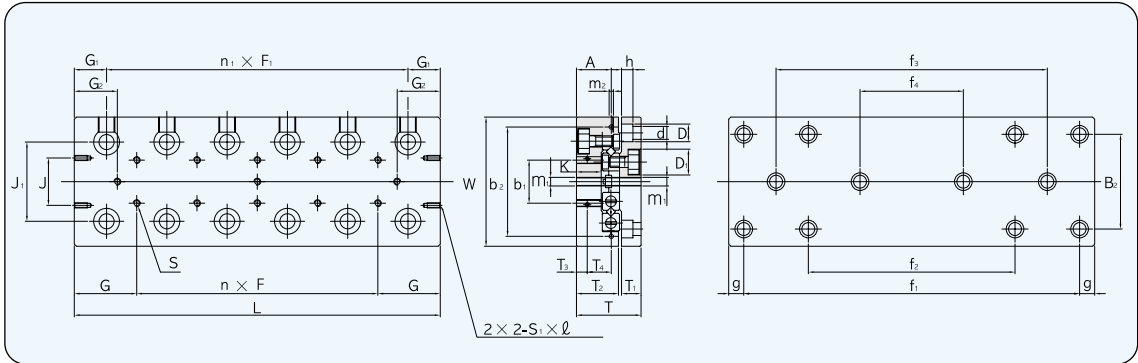 G₁
n₁ × F₁
G₁
G₂
G₂
J₁
J
W
S
G
n × F
G
L
2 × 2-S₁ × ℓ
A
h
m₂
d
D
D₁
K
b₂
b₁
m₁
m₁
T₃
T₄
T₂
T₁
T
f₃
f₄
B₂
f₂
g
f₁
g